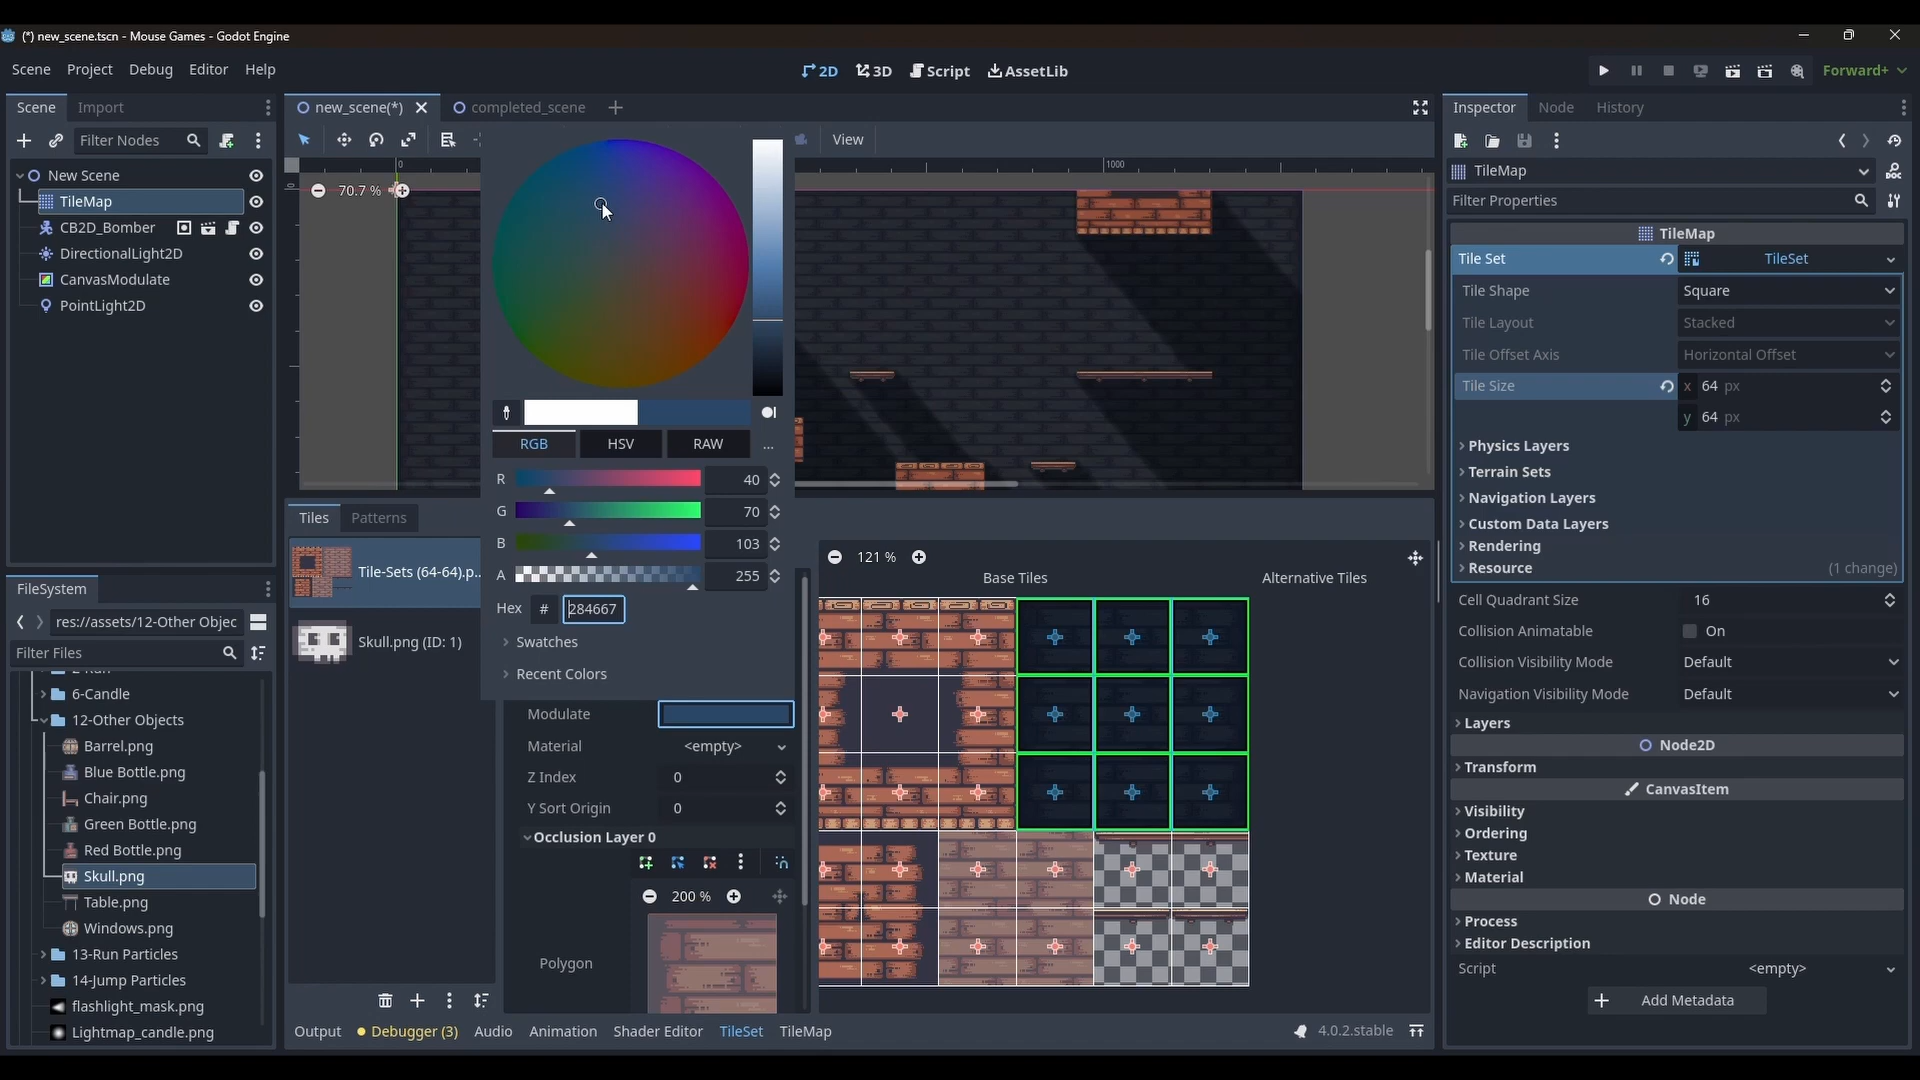 (*) new_scene.tscn - Mouse Games - Godot Engine
Scene Project Debug Editor Help
2D 3D Script AssetLib
Forward+
Scene Import
new_scene(*) completed_scene
Inspector Node History
Filter Nodes
View
New Scene
TileMap
CB2D_Bomber
DirectionalLight2D
CanvasModulate
PointLight2D
0
1000
70.7 %
RGB HSV RAW ...
R 40
G 70
B 103
A 255
Hex # 284667
Swatches
Recent Colors
Modulate
Material <empty>
Z Index 0
Y Sort Origin 0
Occlusion Layer 0
200 %
Polygon
Tiles Patterns
Tile-Sets (64-64).p..
Skull.png (ID: 1)
121 %
Base Tiles
Alternative Tiles
FileSystem
res://assets/12-Other Objec
Filter Files
6-Candle
12-Other Objects
Barrel.png
Blue Bottle.png
Chair.png
Green Bottle.png
Red Bottle.png
Skull.png
Table.png
Windows.png
13-Run Particles
14-Jump Particles
flashlight_mask.png
Lightmap_candle.png
Output Debugger (3) Audio Animation Shader Editor TileSet TileMap
4.0.2.stable
TileMap
Filter Properties
TileMap
Tile Set TileSet
Tile Shape Square
Tile Layout Stacked
Tile Offset Axis Horizontal Offset
Tile Size x 64 px
y 64 px
Physics Layers
Terrain Sets
Navigation Layers
Custom Data Layers
Rendering
Resource (1 change)
Cell Quadrant Size 16
Collision Animatable On
Collision Visibility Mode Default
Navigation Visibility Mode Default
Layers
Node2D
Transform
CanvasItem
Visibility
Ordering
Texture
Material
Node
Process
Editor Description
Script <empty>
Add Metadata